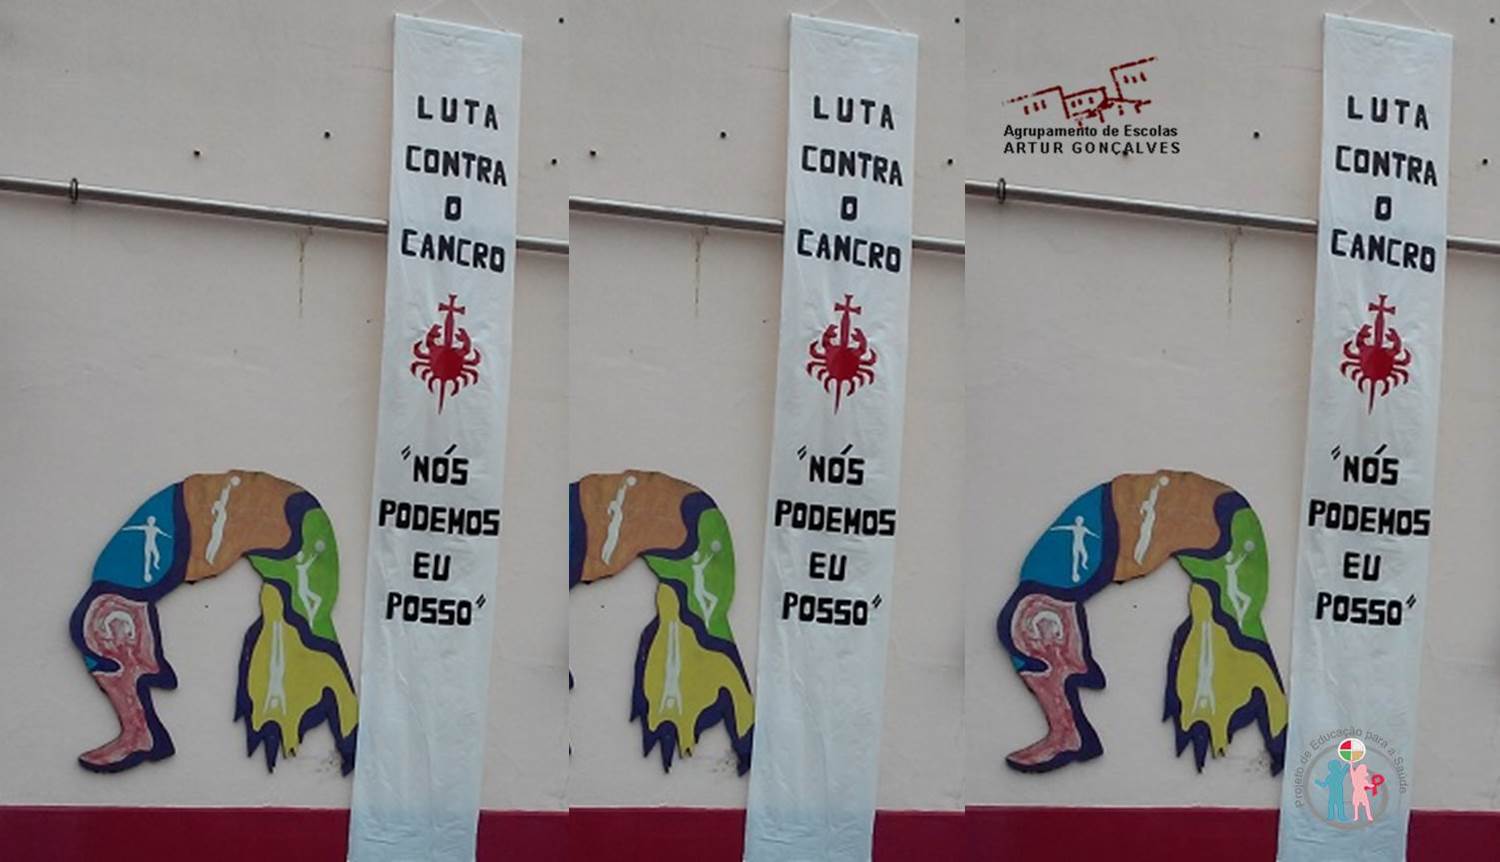 LUTA
CONTRA
O
CANCRO
"NÓS
PODEMOS
EU
POSSO"
LUTA
CONTRA
O
CANCRO
"NÓS
PODEMOS
EU
POSSO"
Agrupamento de Escolas
ARTUR GONÇALVES
LUTA
CONTRA
O
CANCRO
"NÓS
PODEMOS
EU
POSSO"
Projeto de Educação para a Saúde